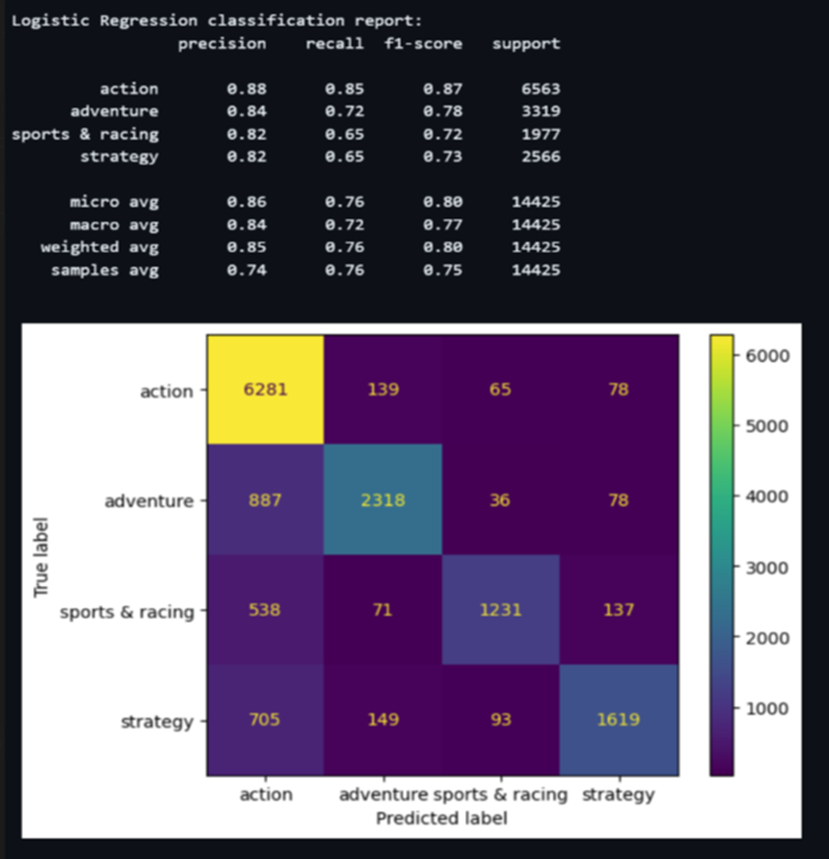 Logistic Regression classification report:
precision recall f1-score support
action 0.88 0.85 0.87 6563
adventure 0.84 0.72 0.78 3319
sports & racing 0.82 0.65 0.72 1977
strategy 0.82 0.65 0.73 2566
micro avg 0.86 0.76 0.80 14425
macro avg 0.84 0.72 0.77 14425
weighted avg 0.85 0.76 0.80 14425
samples avg 0.74 0.76 0.75 14425
True label
action 6281 139 65 78
adventure 887 2318 36 78
sports & racing 538 71 1231 137
strategy 705 149 93 1619
action adventure sports & racing strategy
Predicted label
6000
5000
4000
3000
2000
1000